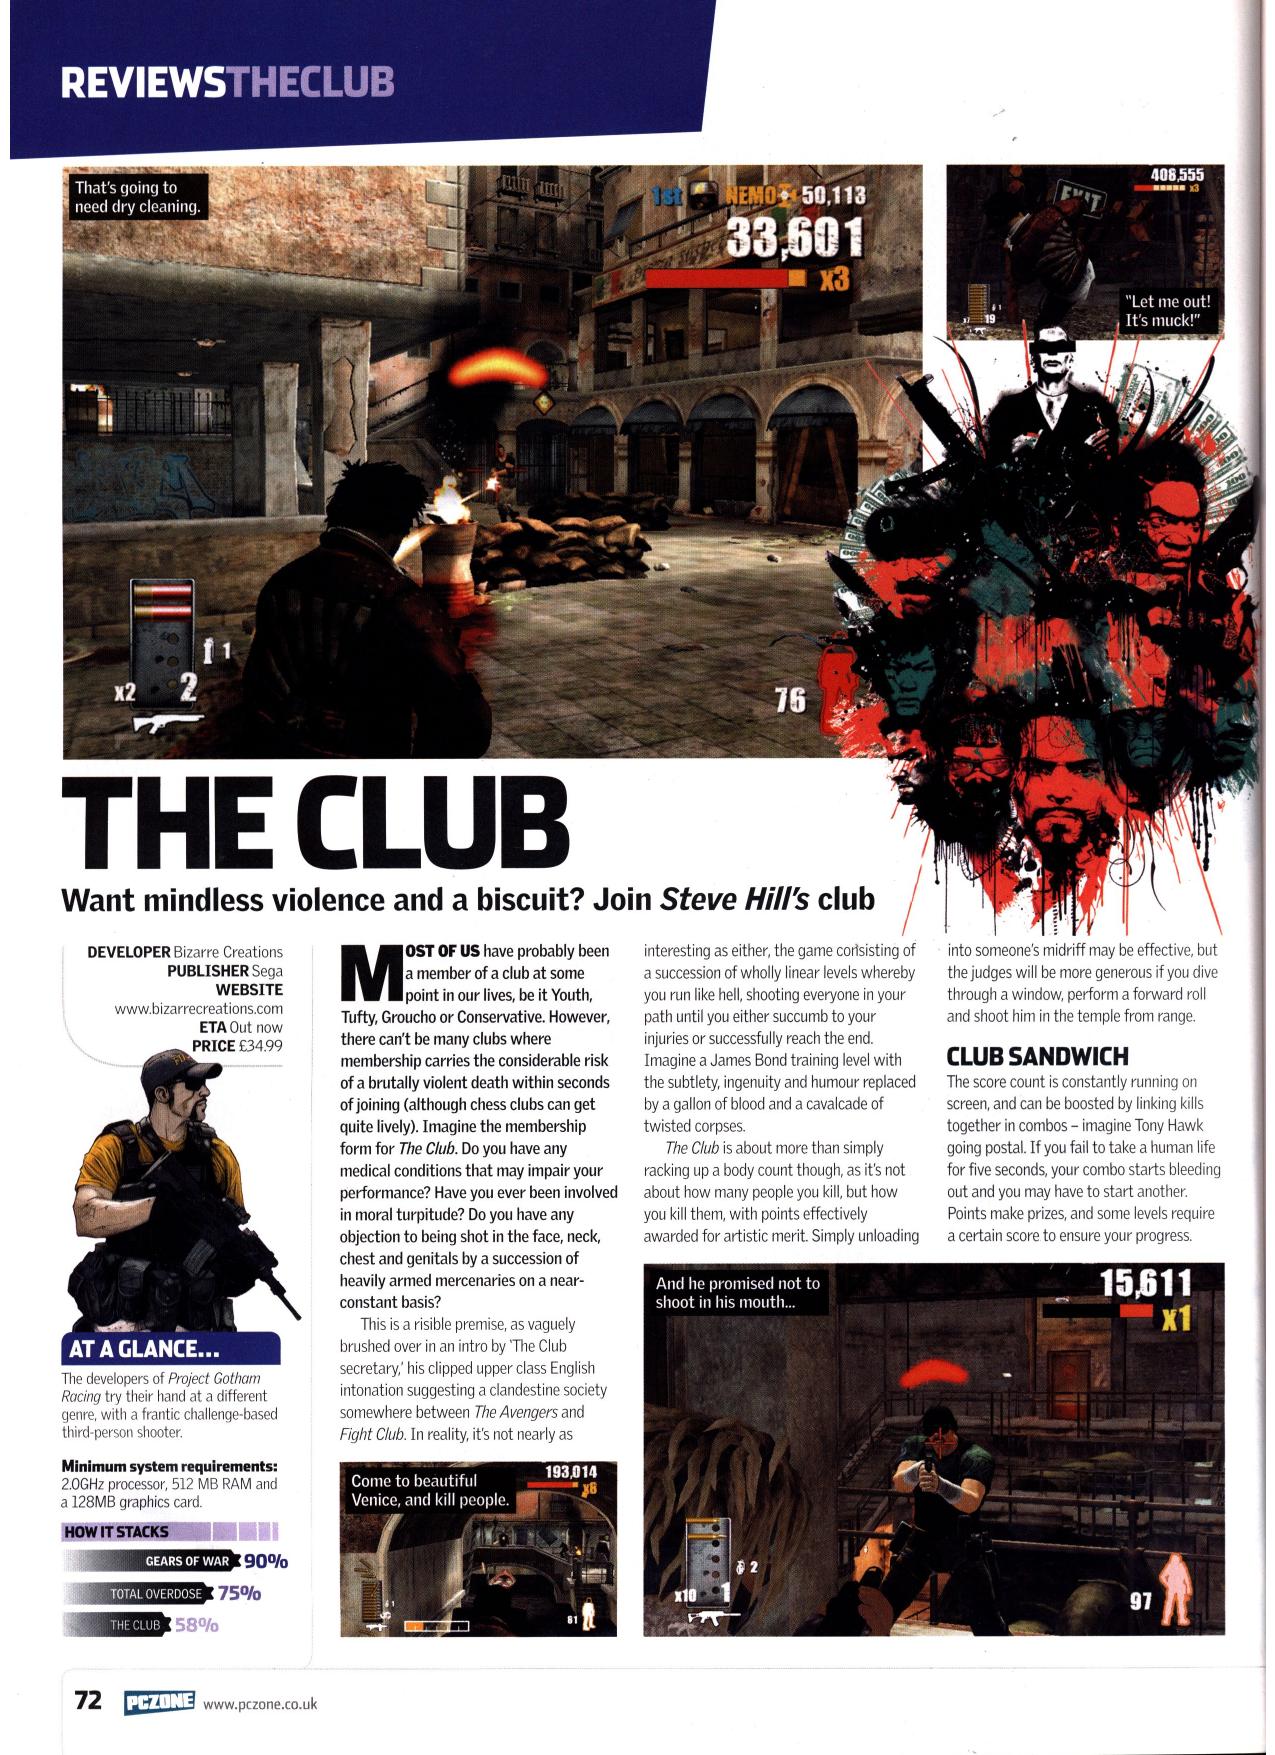 REVIEWSTHECLUB
That's going to
need dry cleaning.
1st NEMO 50,113
33,601
x3
1
x2 2
76
408,555
x3
EXIT
19
"Let me out!
It's muck!"
THE CLUB
Want mindless violence and a biscuit? Join Steve Hill's club
DEVELOPER Bizarre Creations
PUBLISHER Sega
WEBSITE
www.bizarrecreations.com
ETA Out now
PRICE £34.99
AT A GLANCE...
The developers of Project Gotham
Racing try their hand at a different
genre, with a frantic challenge-based
third-person shooter.
Minimum system requirements:
2.0GHz processor, 512 MB RAM and
a 128MB graphics card.
HOW IT STACKS
GEARS OF WAR 90%
TOTAL OVERDOSE 75%
THE CLUB 58%
MOST OF US have probably been
a member of a club at some
point in our lives, be it Youth,
Tufty, Groucho or Conservative. However,
there can't be many clubs where
membership carries the considerable risk
of a brutally violent death within seconds
of joining (although chess clubs can get
quite lively). Imagine the membership
form for The Club. Do you have any
medical conditions that may impair your
performance? Have you ever been involved
in moral turpitude? Do you have any
objection to being shot in the face, neck,
chest and genitals by a succession of
heavily armed mercenaries on a near-
constant basis?
This is a risible premise, as vaguely
brushed over in an intro by 'The Club
secretary,' his clipped upper class English
intonation suggesting a clandestine society
somewhere between The Avengers and
Fight Club. In reality, it's not nearly as
Come to beautiful
Venice, and kill people.
193,014
x6
61
interesting as either, the game consisting of
a succession of wholly linear levels whereby
you run like hell, shooting everyone in your
path until you either succumb to your
injuries or successfully reach the end.
Imagine a James Bond training level with
the subtlety, ingenuity and humour replaced
by a gallon of blood and a cavalcade of
twisted corpses.
The Club is about more than simply
racking up a body count though, as it's not
about how many people you kill, but how
you kill them, with points effectively
awarded for artistic merit. Simply unloading
into someone's midriff may be effective, but
the judges will be more generous if you dive
through a window, perform a forward roll
and shoot him in the temple from range.
CLUB SANDWICH
The score count is constantly running on
screen, and can be boosted by linking kills
together in combos – imagine Tony Hawk
going postal. If you fail to take a human life
for five seconds, your combo starts bleeding
out and you may have to start another.
Points make prizes, and some levels require
a certain score to ensure your progress.
And he promised not to
shoot in his mouth...
15,611
x1
2
x10 1
97
72 PCZONE www.pczone.co.uk